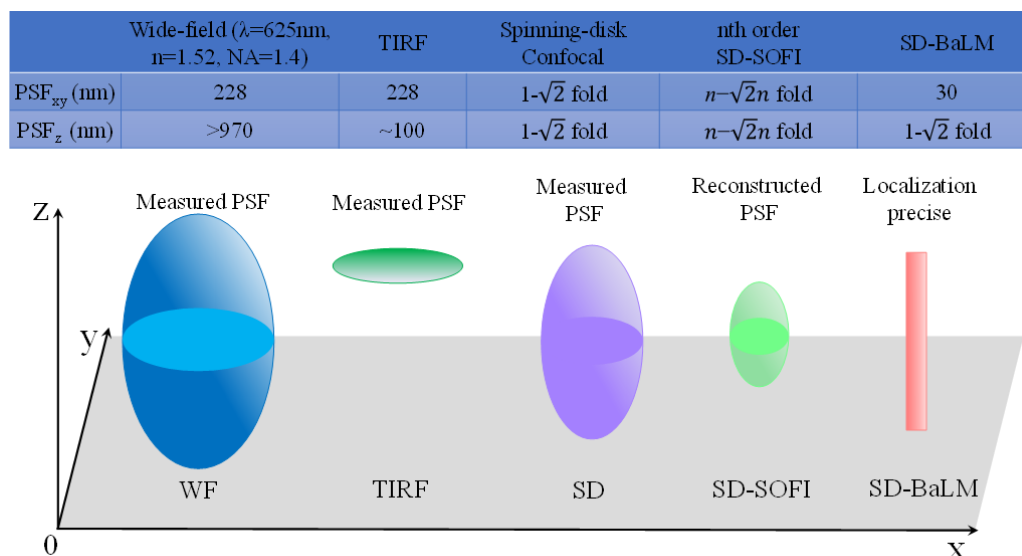 Wide-field (λ=625nm, n=1.52, NA=1.4) TIRF Spinning-disk Confocal nth order SD-SOFI SD-BaLM
PSFxy (nm) 228 228 1-√2 fold n−√2n fold 30
PSFz (nm) >970 ~100 1-√2 fold n−√2n fold 1-√2 fold
Measured PSF Measured PSF Measured PSF Reconstructed PSF Localization precise
z
y
WF TIRF SD SD-SOFI SD-BaLM
0 x